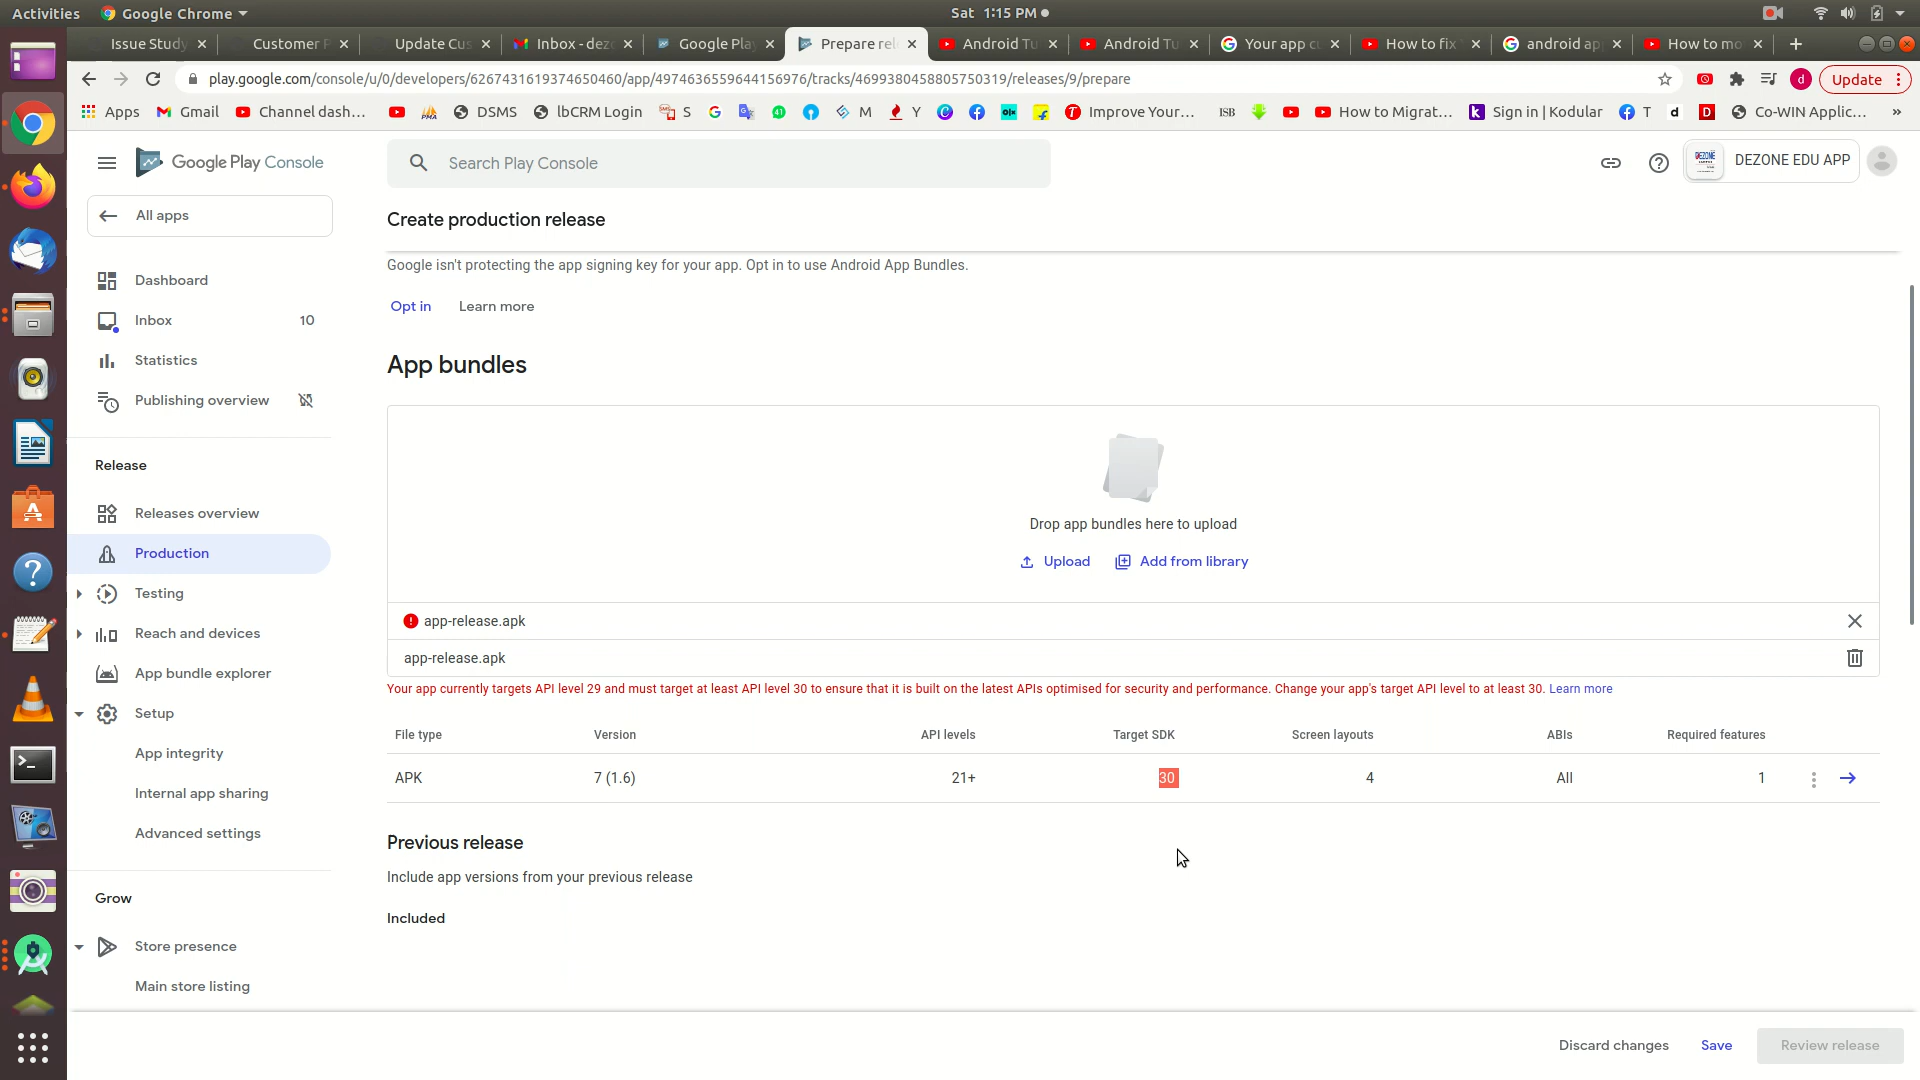 Activities Google Chrome Sat 1:15 PM
Issue Study Customer P Update Cus Inbox - dezo Google Play Prepare rele Android Tu Android Tu Your app cu How to fix android ap How to mo
play.google.com/console/u/0/developers/6267431619374650460/app/4974636559644156976/tracks/4699380458805750319/releases/9/prepare d Update
Apps Gmail Channel dash... PMA DSMS lbCRM Login S M Y Improve Your... ISB How to Migrat... Sign in | Kodular T d D Co-WIN Applic... »
Google Play Console
Search Play Console
DEZONE EDU APP
All apps
Dashboard
Inbox 10
Statistics
Publishing overview
Release
Releases overview
Production
Testing
Reach and devices
App bundle explorer
Setup
App integrity
Internal app sharing
Advanced settings
Grow
Store presence
Main store listing
Create production release
Google isn't protecting the app signing key for your app. Opt in to use Android App Bundles.
Opt in Learn more
App bundles
Drop app bundles here to upload
Upload Add from library
app-release.apk
app-release.apk
Your app currently targets API level 29 and must target at least API level 30 to ensure that it is built on the latest APIs optimised for security and performance. Change your app's target API level to at least 30. Learn more
File type Version API levels Target SDK Screen layouts ABIs Required features
APK 7 (1.6) 21+ 30 4 All 1
Previous release
Include app versions from your previous release
Included
Discard changes Save Review release